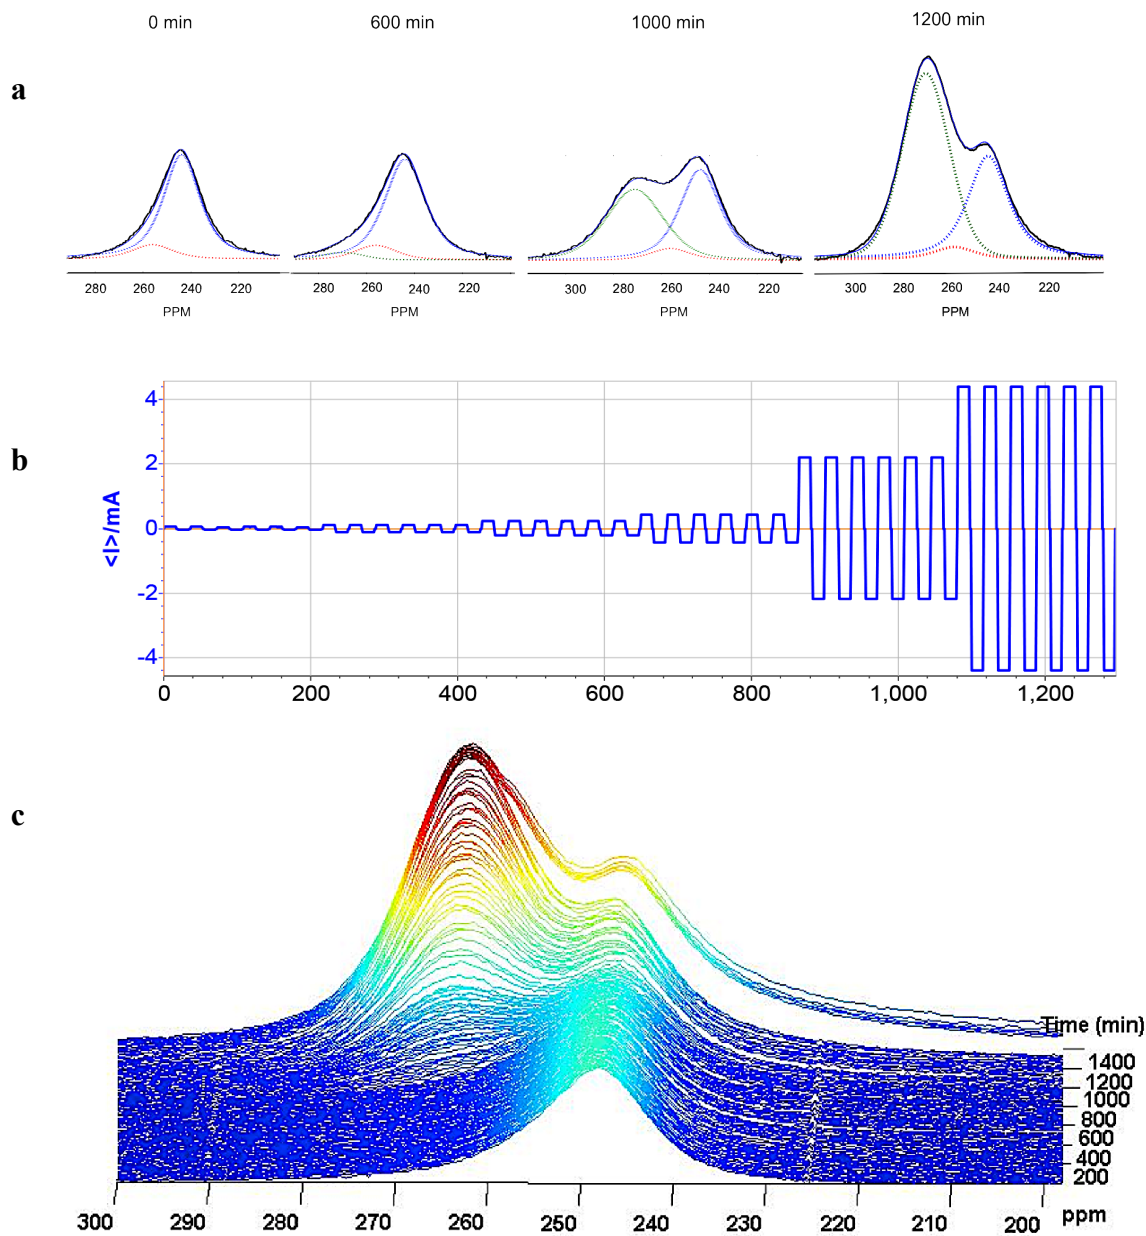 0 min 600 min 1000 min 1200 min
a
280 260 240 220 280 260 240 220 300 280 260 240 220 300 280 260 240 220
PPM PPM PPM PPM
b
<I>/mA
4
2
0
-2
-4
0 200 400 600 800 1,000 1,200
c
Time (min)
1400
1200
1000
800
600
400
200
300 290 280 270 260 250 240 230 220 210 200 ppm